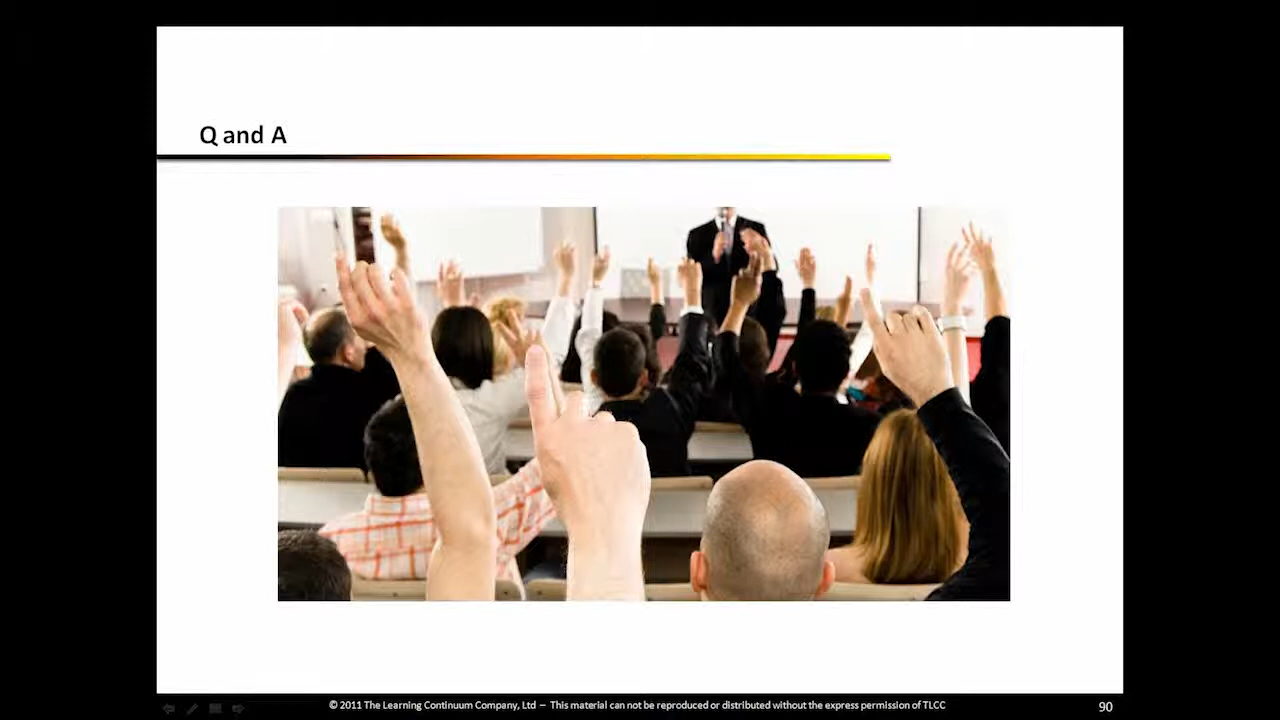 Q and A
© 2011 The Learning Continuum Company, Ltd – This material can not be reproduced or distributed without the express permission of TLCC
90